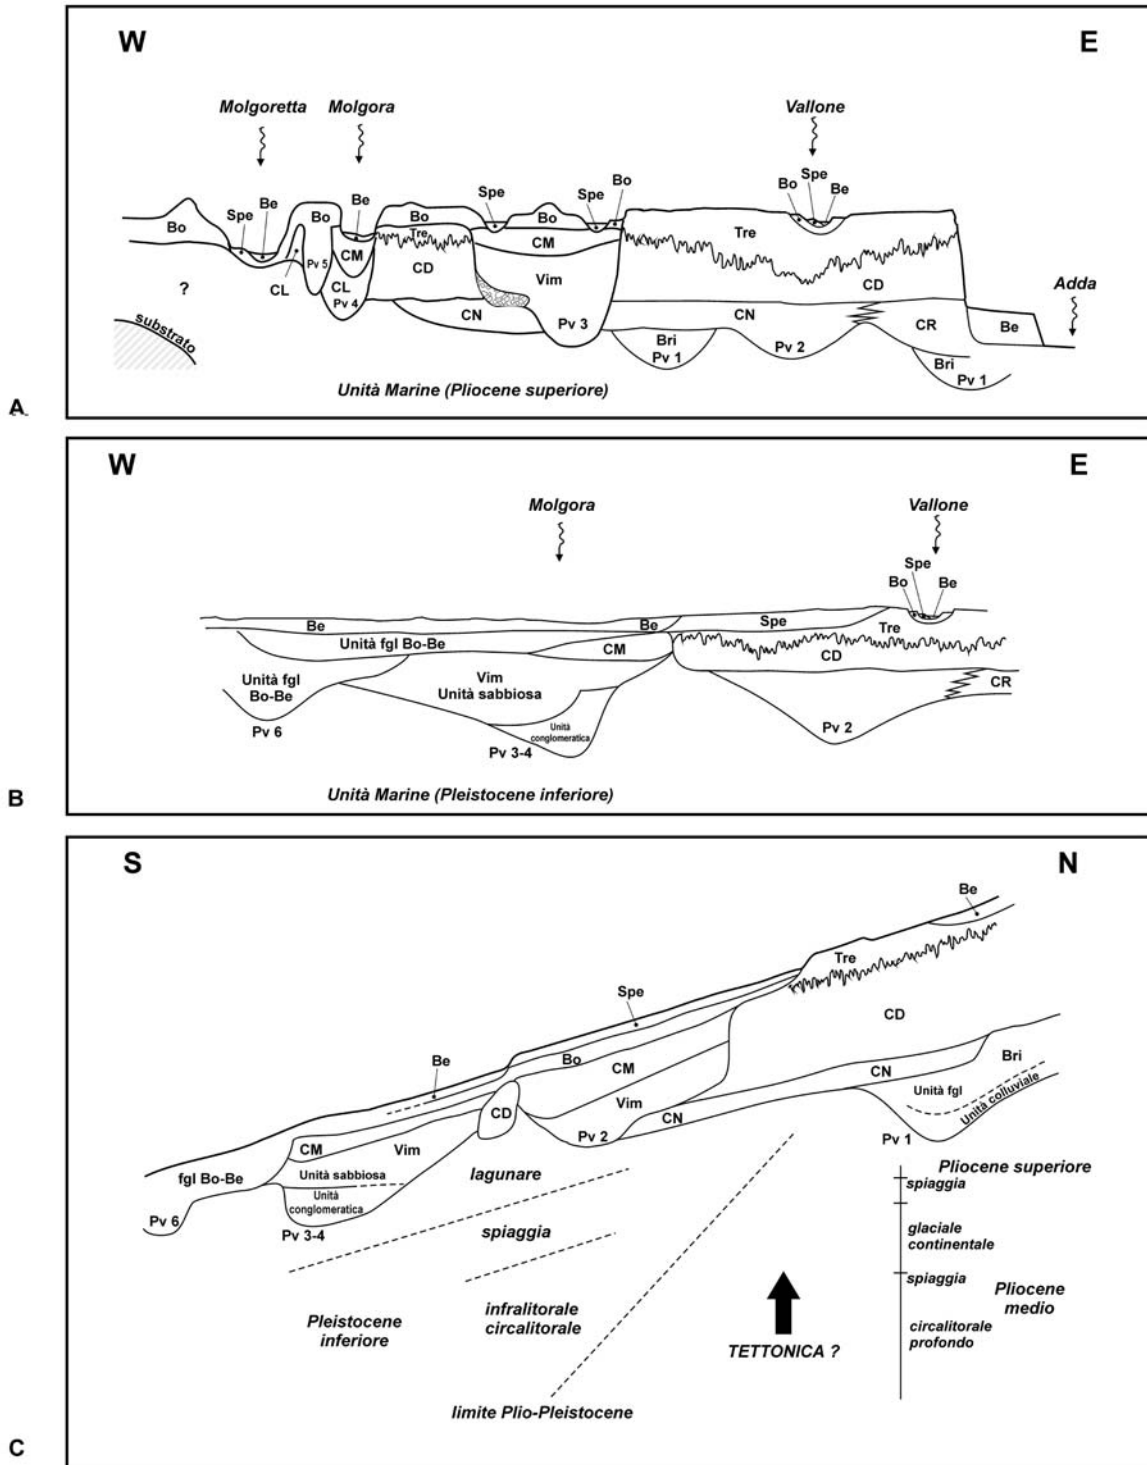 W
E
Molgoretta
Molgora
Vallone
Bo
Spe
Be
Bo
Be
Bo
Spe
Bo
Spe
Bo
Bo
Spe
Be
Tre
CM
CM
Tre
Pv 5
CL
CL
Pv 4
CD
Vim
CD
?
substrato
CN
Pv 3
CN
CR
Be
Adda
Bri
Pv 1
Pv 2
Bri
Pv 1
Unità Marine (Pliocene superiore)
A
W
E
Molgora
Vallone
Spe
Bo
Be
Be
Be
Spe
Tre
Unità fgl Bo-Be
CM
CD
Unità fgl
Bo-Be
Vim
Unità sabbiosa
CR
Pv 6
Unità
conglomeratica
Pv 3-4
Pv 2
Unità Marine (Pleistocene inferiore)
B
S
N
Be
Tre
Spe
CD
Be
Bo
CM
CN
Bri
Unità fgl
Unità colluviale
CD
Vim
CN
Pv 2
Pv 1
CM
Vim
fgl Bo-Be
Unità sabbiosa
Unità
conglomeratica
Pv 6
Pv 3-4
lagunare
Pliocene superiore
spiaggia
spiaggia
glaciale
continentale
spiaggia
Pliocene
medio
infralitorale
circalitorale
Pleistocene
inferiore
circalitorale
profondo
TETTONICA ?
limite Plio-Pleistocene
C